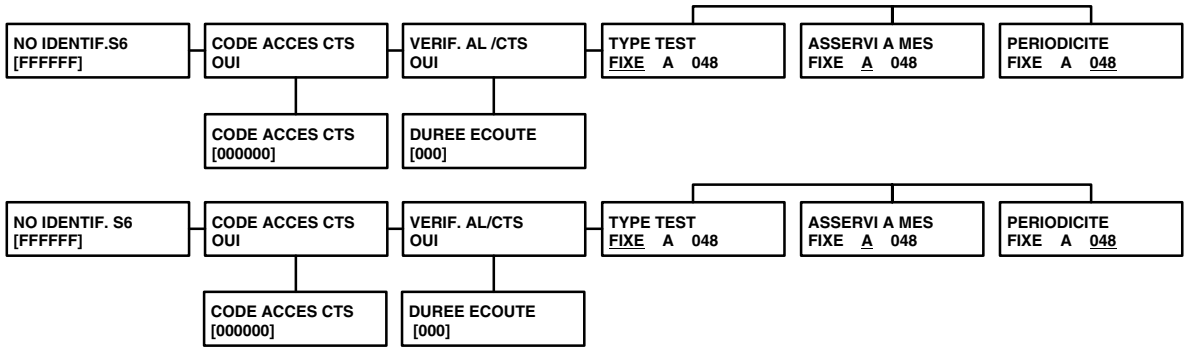 NO IDENTIF.S6
[FFFFFF]
CODE ACCES CTS
OUI
VERIF. AL /CTS
OUI
TYPE TEST
FIXE A 048
ASSERVI A MES
FIXE A 048
PERIODICITE
FIXE A 048
CODE ACCES CTS
[000000]
DUREE ECOUTE
[000]
NO IDENTIF. S6
[FFFFFF]
CODE ACCES CTS
OUI
VERIF. AL/CTS
OUI
TYPE TEST
FIXE A 048
ASSERVI A MES
FIXE A 048
PERIODICITE
FIXE A 048
CODE ACCES CTS
[000000]
DUREE ECOUTE
[000]